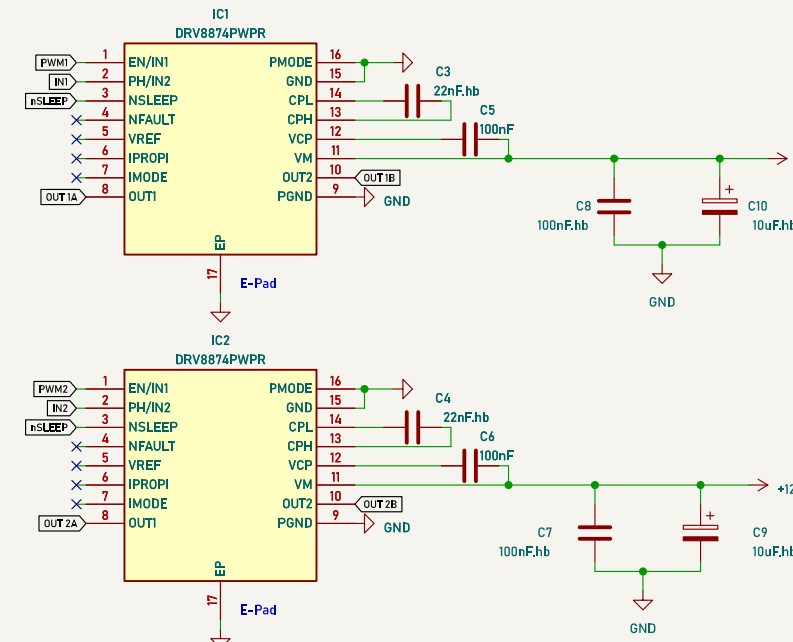 IC1
DRV8874PWPR
PWM1 1 EN/IN1 PMODE 16
IN1 2 PH/IN2 GND 15
nSLEEP 3 NSLEEP CPL 14 C3
22nF.hb
4 NFAULT CPH 13 C5
5 VREF VCP 12 100nF
6 IPROPI VM 11
7 IMODE OUT2 10 OUT1B
OUT1A 8 OUT1 PGND 9 GND
+
C8 C10
100nF.hb 10uF.hb
EP
17 E-Pad
GND
IC2
DRV8874PWPR
PWM2 1 EN/IN1 PMODE 16
IN2 2 PH/IN2 GND 15
nSLEEP 3 NSLEEP CPL 14 C4
22nF.hb
4 NFAULT CPH 13 C6
5 VREF VCP 12 100nF
6 IPROPI VM 11 +12
7 IMODE OUT2 10 OUT2B
OUT2A 8 OUT1 PGND 9 GND
+
C7 C9
100nF.hb 10uF.hb
EP
17 E-Pad
GND